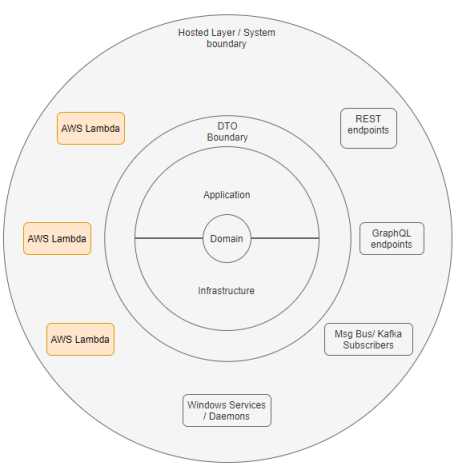 Hosted Layer / System
boundary
AWS Lambda
DTO
Boundary
REST
endpoints
Application
AWS Lambda
Domain
GraphQL
endpoints
Infrastructure
AWS Lambda
Msg Bus/ Kafka
Subscribers
Windows Services
/ Daemons